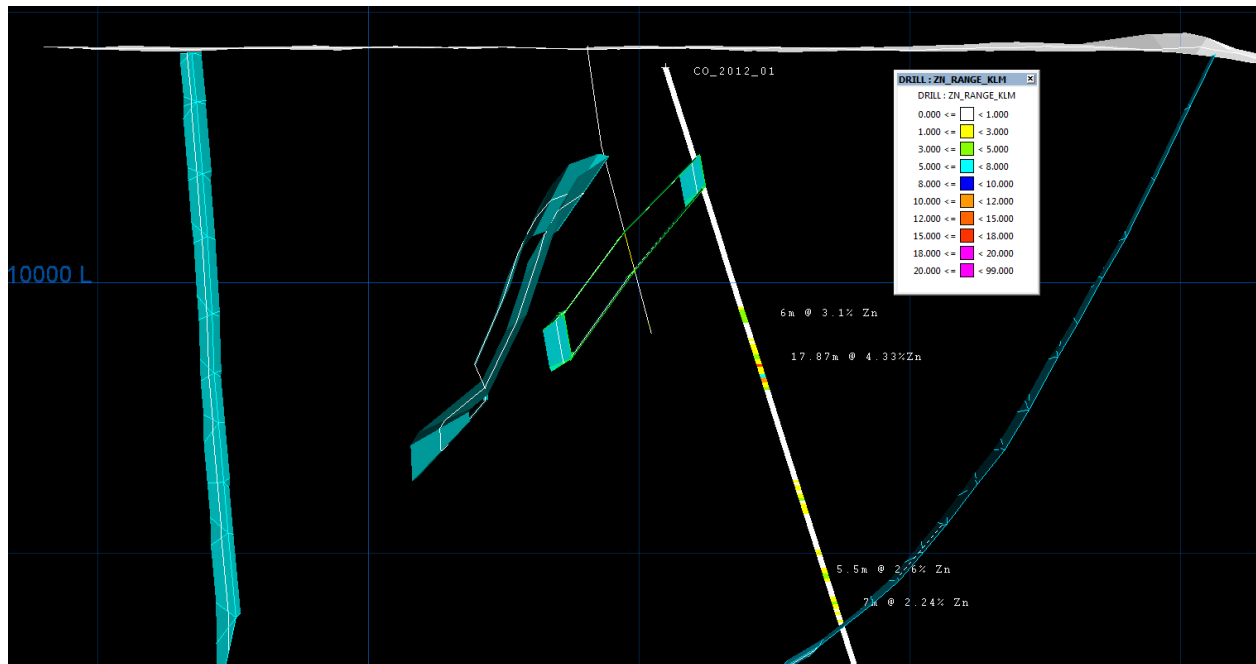 CO_2012_01
DRILL : ZN_RANGE_KLM
DRILL : ZN_RANGE_KLM
0.000 <= < 1.000
1.000 <= < 3.000
3.000 <= < 5.000
5.000 <= < 8.000
8.000 <= < 10.000
10.000 <= < 12.000
12.000 <= < 15.000
15.000 <= < 18.000
18.000 <= < 20.000
20.000 <= < 99.000
10000 L
6m @ 3.1% Zn
17.87m @ 4.33%Zn
5.5m @ 2.6% Zn
7m @ 2.24% Zn